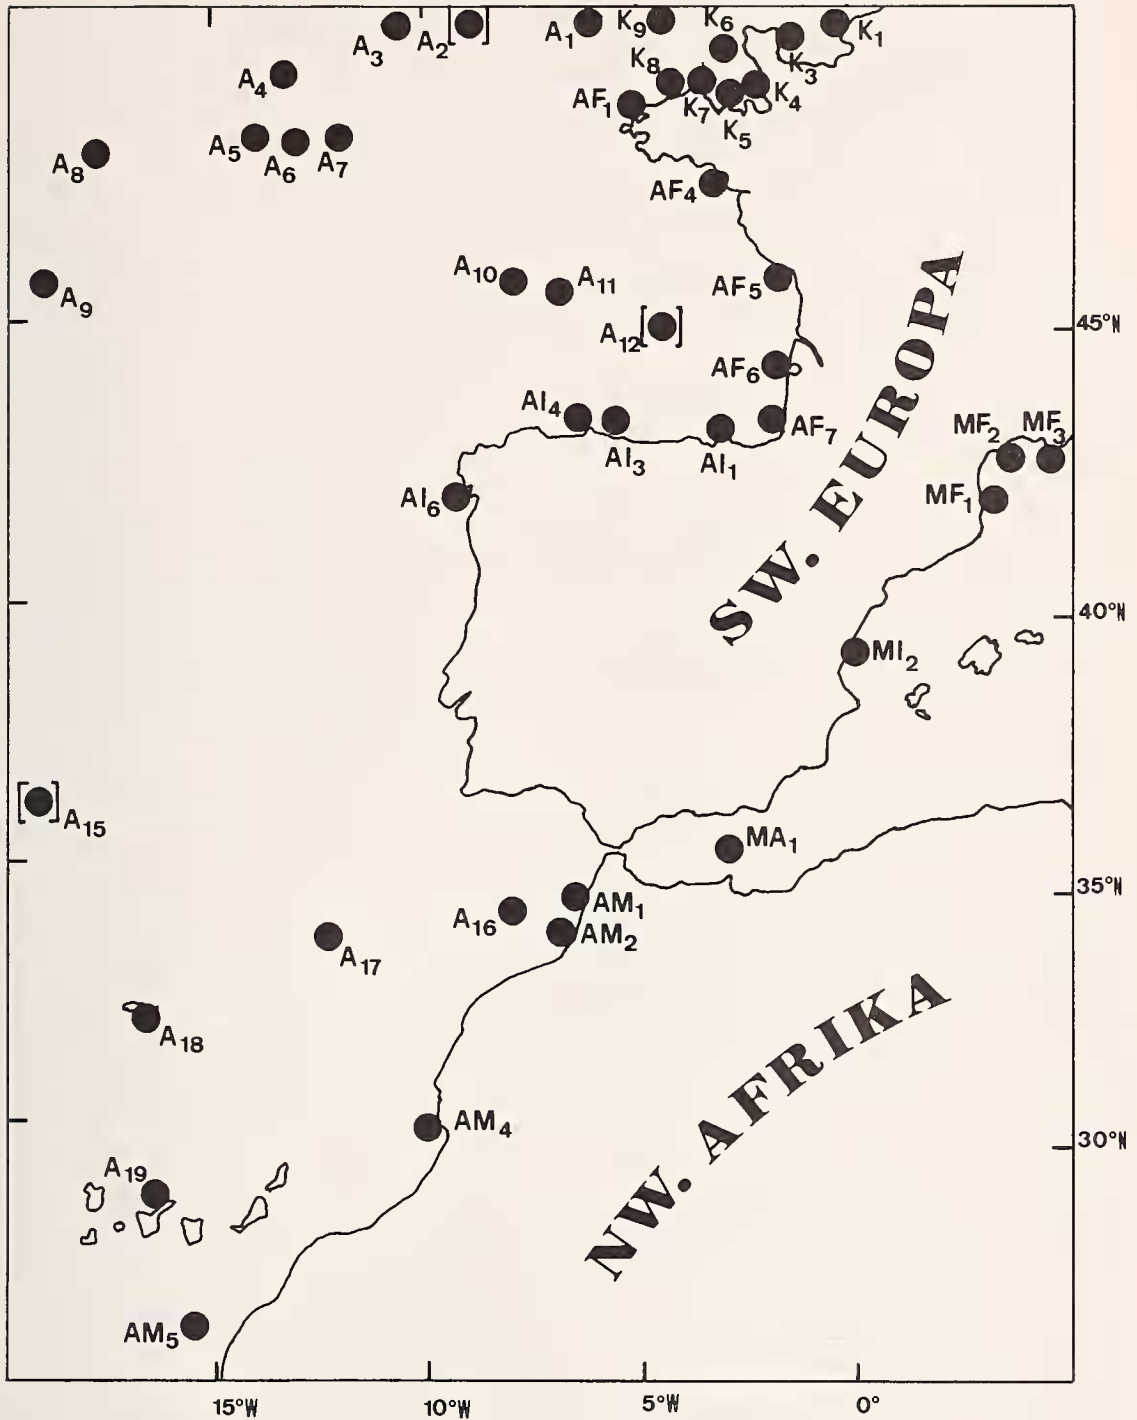 A₃ A₂ [ ] A₁ K₉ K₆ K₁
K₃
A₄ K₈ K₄
AF₁ K₇ K₅
A₅ A₆ A₇
A₈
AF₄
A₁₀ A₁₁ AF₅
A₉
A₁₂ [ ] 45°N
AF₆
AI₄ AI₃ AI₁ AF₇
MF₂ MF₃
AI₆ MF₁
SW. EUROPA
40°N
MI₂
[ ] A₁₅
MA₁
35°N
A₁₆ AM₁
AM₂
A₁₇
A₁₈
NW. AFRIKA
AM₄
30°N
A₁₉
AM₅
15°W 10°W 5°W 0°